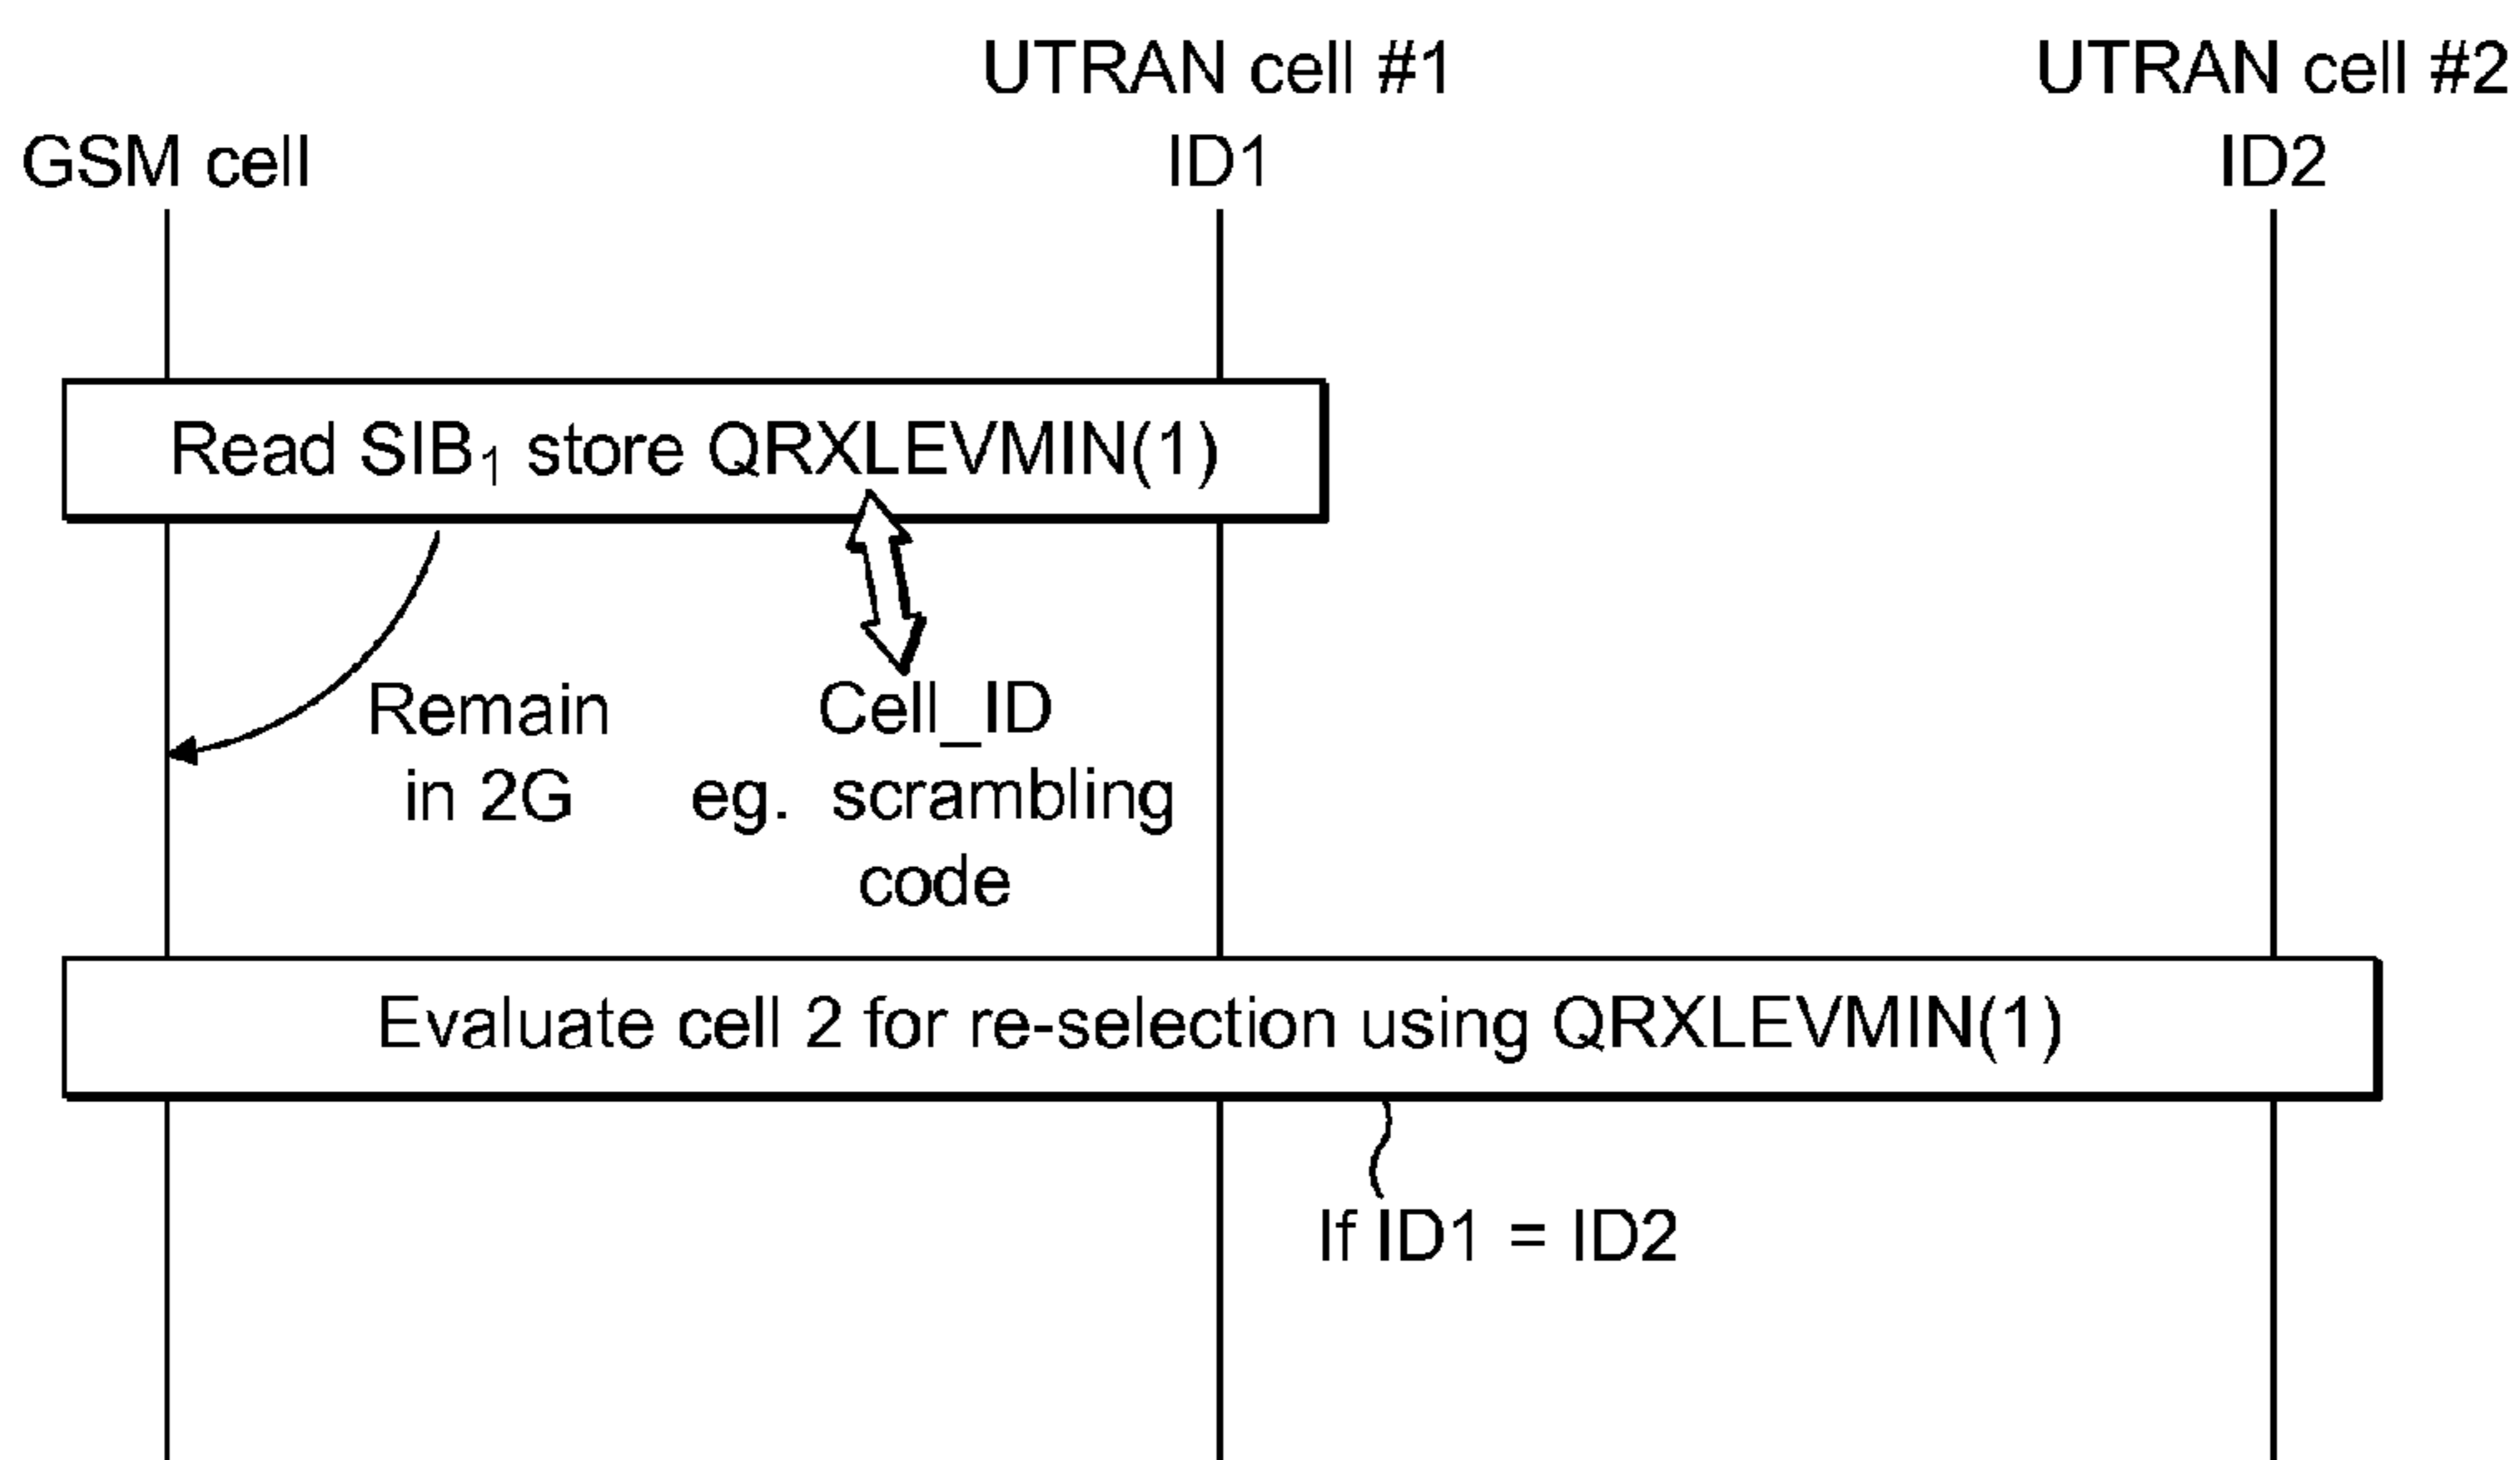 UTRAN cell #1
UTRAN cell #2
GSM cell
ID1
ID2
Read SIB₁ store QRXLEVMIN(1)
Remain
in 2G
Cell_ID
eg. scrambling
code
Evaluate cell 2 for re-selection using QRXLEVMIN(1)
If ID1 = ID2